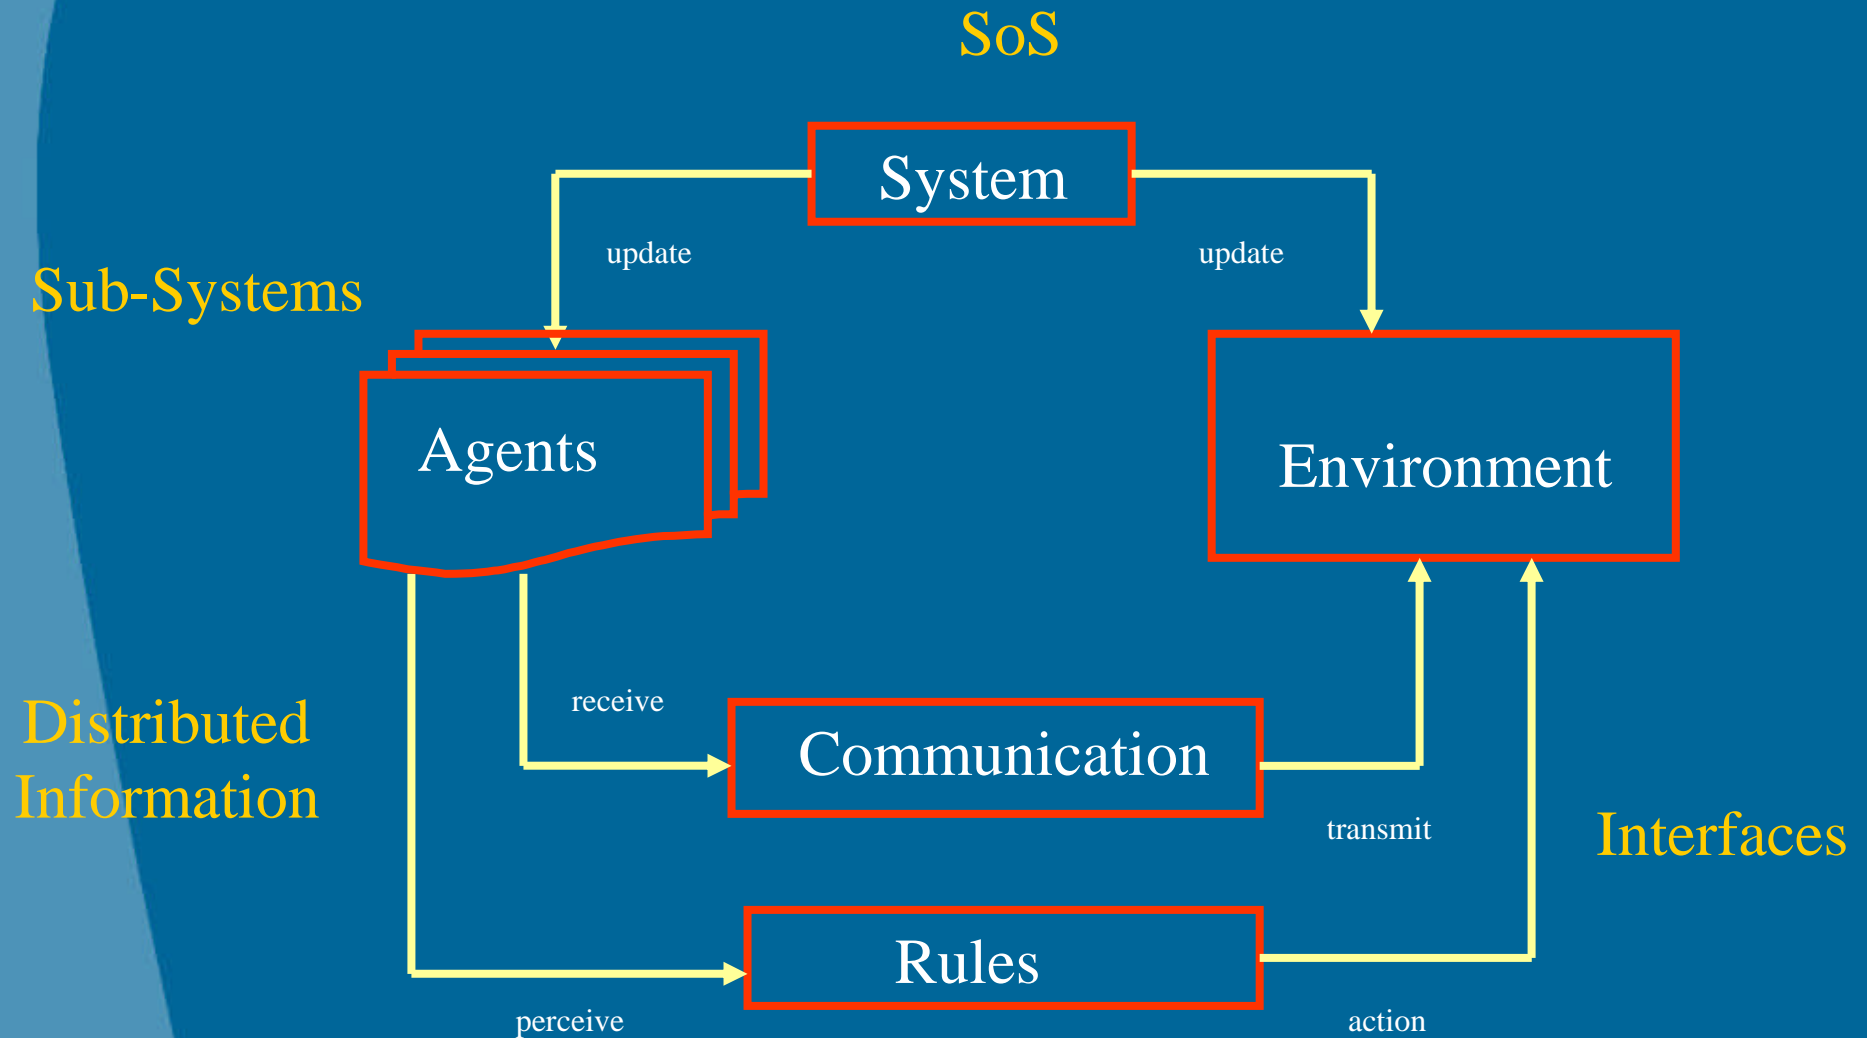 SoS
System
update
update
Sub-Systems
Agents
Environment
receive
Distributed
Information
Communication
transmit
Interfaces
Rules
perceive
action